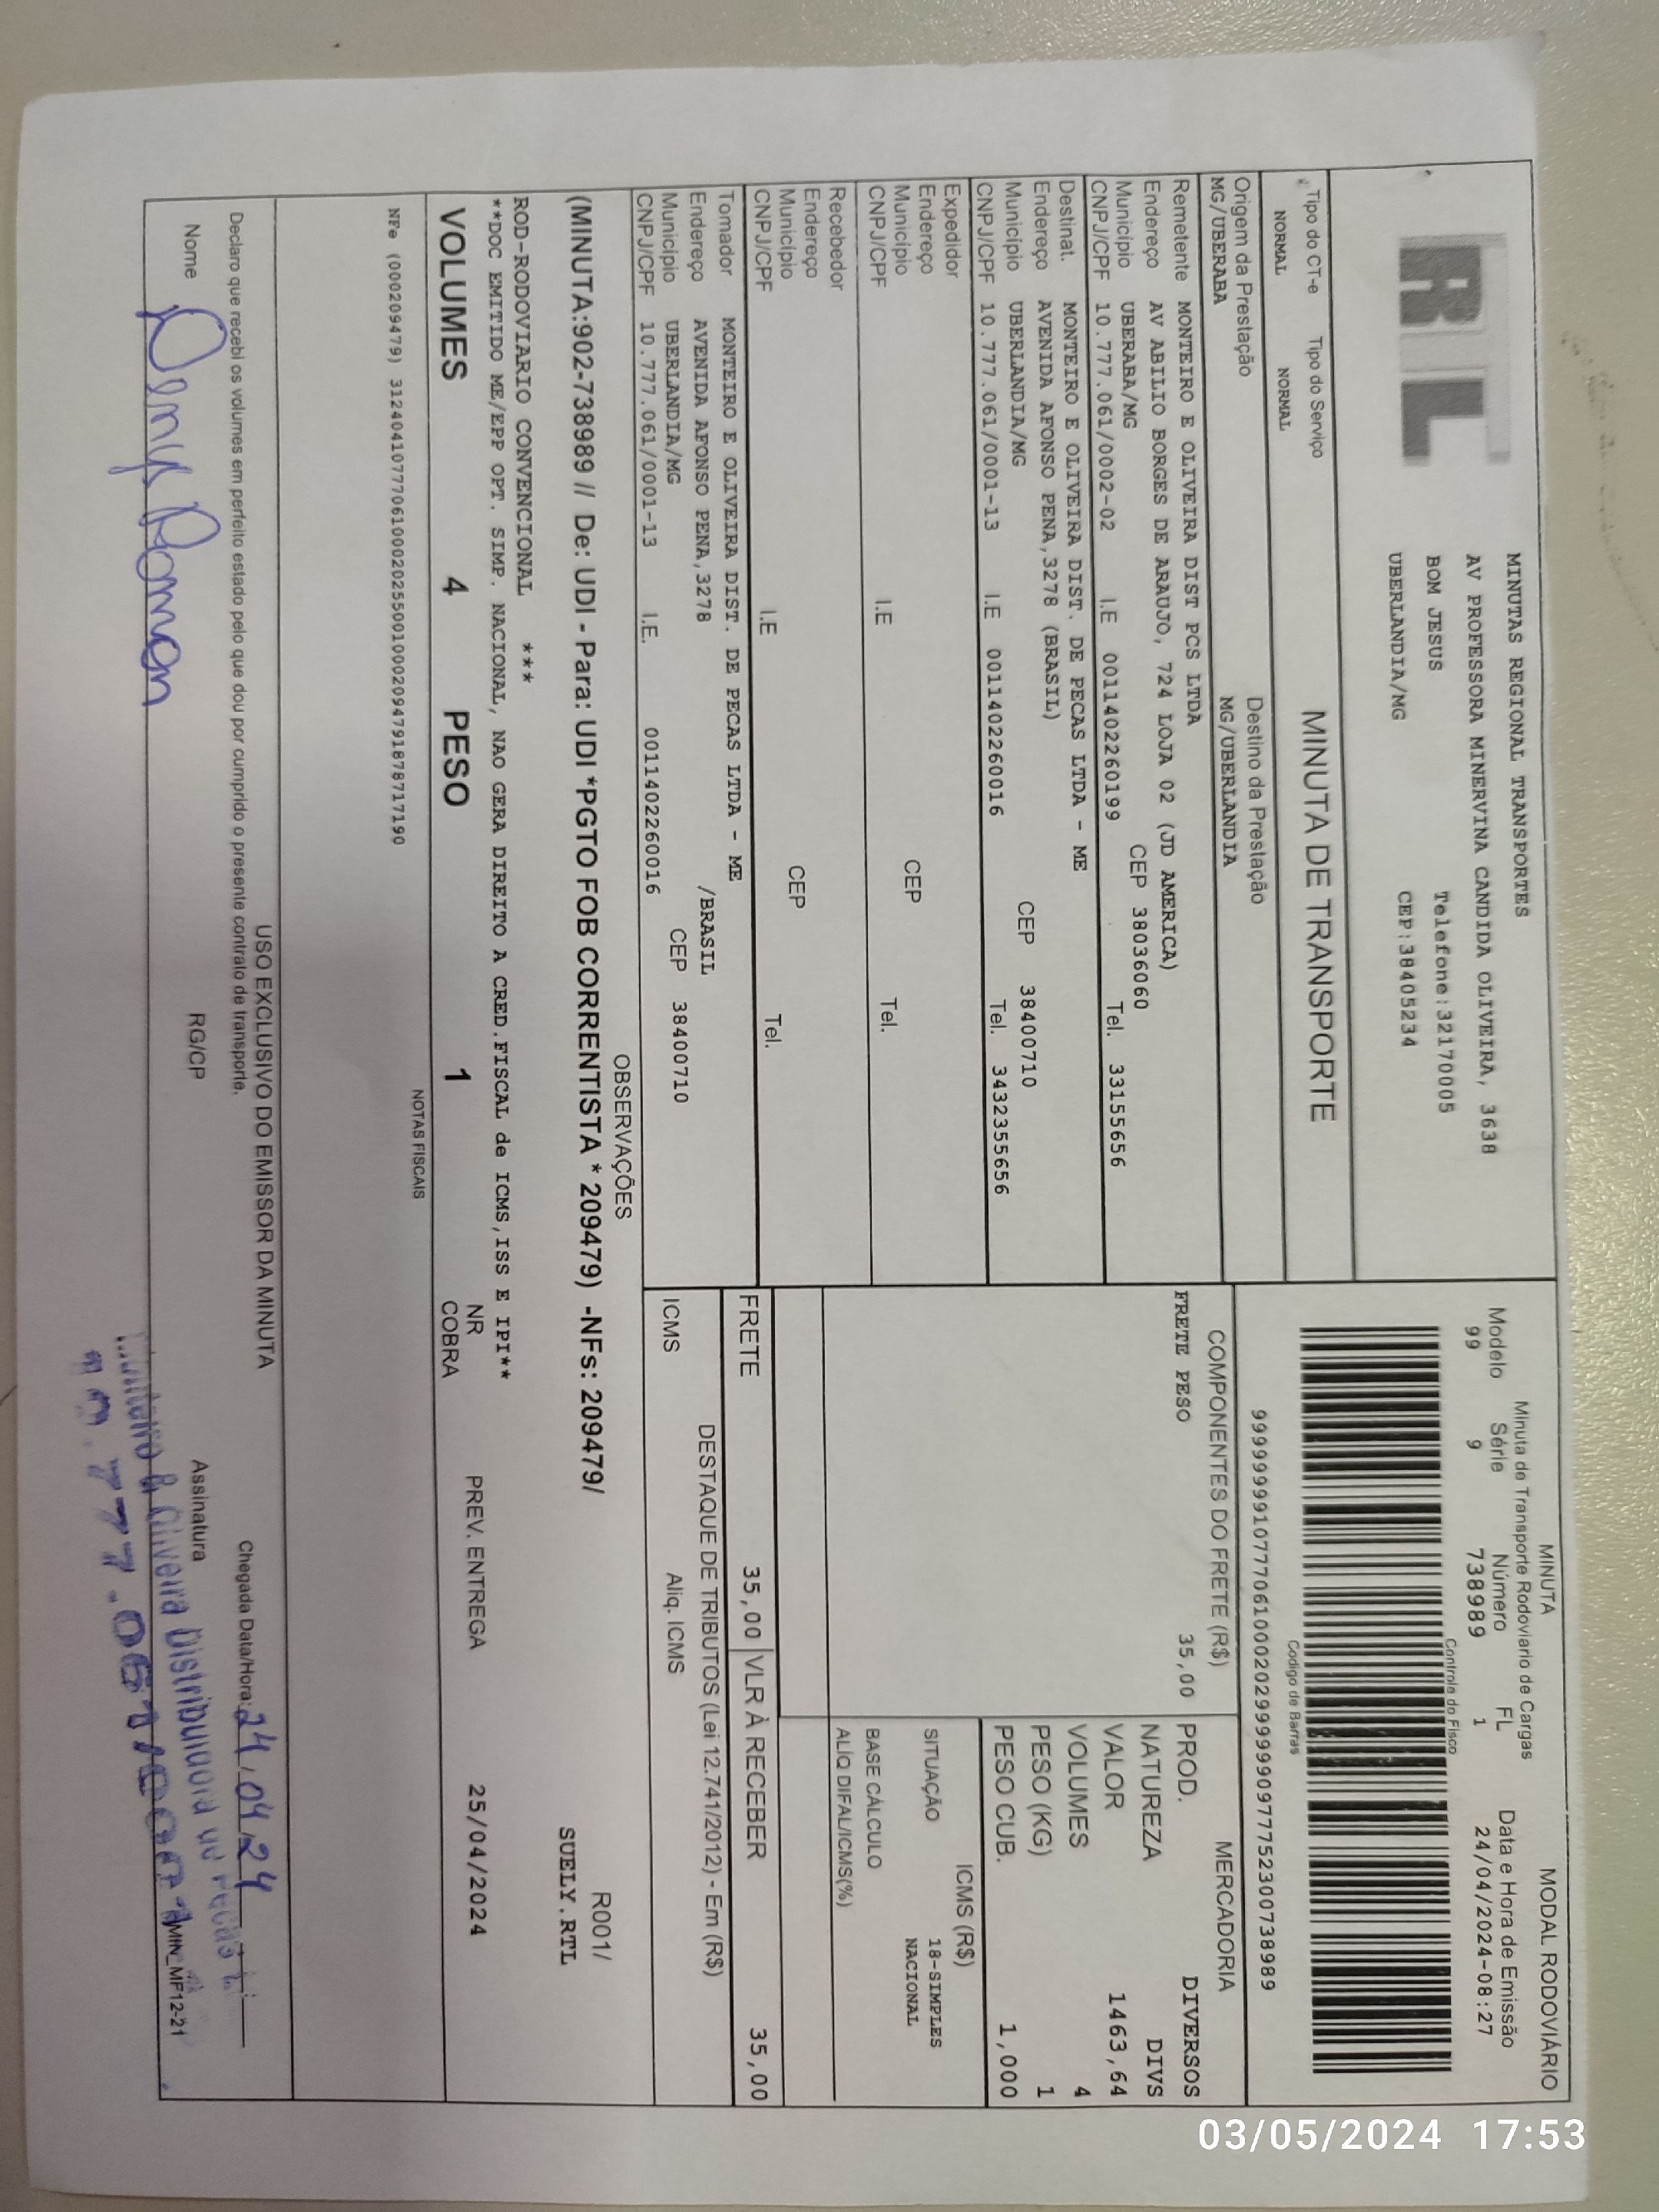 RL
MINUTAS REGIONAL TRANSPORTES
AV PROFESSORA MINERVINA CANDIDA OLIVEIRA, 3638
BOM JESUS Telefone:32170005
UBERLANDIA/MG CEP:38405234
MINUTA MODAL RODOVIÁRIO
Minuta de Transporte Rodoviario de Cargas
Modelo Série Número FL Data e Hora de Emissão
99 9 738989 1 24/04/2024-08:27
Controle do Fisco
Codigo de Barras
MINUTA DE TRANSPORTE
Tipo do CT-e Tipo do Serviço
NORMAL NORMAL
Origem da Prestação Destino da Prestação
MG/UBERABA MG/UBERLANDIA
Remetente MONTEIRO E OLIVEIRA DIST PCS LTDA
Endereço AV ABILIO BORGES DE ARAUJO, 724 LOJA 02 (JD AMERICA)
Município UBERABA/MG CEP 38036060
CNPJ/CPF 10.777.061/0002-02 I.E 0011402260199 Tel. 33155656
Destinat. MONTEIRO E OLIVEIRA DIST. DE PECAS LTDA - ME
Endereço AVENIDA AFONSO PENA,3278 (BRASIL)
Município UBERLANDIA/MG CEP 38400710
CNPJ/CPF 10.777.061/0001-13 I.E 0011402260016 Tel. 3432355656
Expedidor
Endereço
Município CEP
CNPJ/CPF I.E Tel.
Recebedor
Endereço
Município CEP
CNPJ/CPF I.E Tel.
Tomador MONTEIRO E OLIVEIRA DIST. DE PECAS LTDA - ME
Endereço AVENIDA AFONSO PENA,3278 /BRASIL
Município UBERLANDIA/MG CEP 38400710
CNPJ/CPF 10.777.061/0001-13 I.E. 0011402260016
COMPONENTES DO FRETE (R$)
FRETE PESO 35,00
MERCADORIA
PROD. DIVERSOS
NATUREZA DIVS
VALOR 1463,64
VOLUMES 4
PESO (KG) 1
PESO CUB. 1,000
ICMS (R$)
SITUAÇÃO 18-SIMPLES
NACIONAL
BASE CÁLCULO
ALÍQ DIFAL/ICMS(%)
FRETE 35,00 VLR À RECEBER 35,00
DESTAQUE DE TRIBUTOS (Lei 12.741/2012) - Em (R$)
ICMS Aliq. ICMS
OBSERVAÇÕES
R001/
(MINUTA:902-738989 // De: UDI - Para: UDI *PGTO FOB CORRENTISTA * 209479) -NFs: 209479/
SUELY.RTL
ROD-RODOVIARIO CONVENCIONAL ***
**DOC EMITIDO ME/EPP OPT. SIMP. NACIONAL, NAO GERA DIREITO A CRED.FISCAL de ICMS,ISS E IPI**
VOLUMES 4 PESO 1 NR COBRA PREV. ENTREGA 25/04/2024
NOTAS FISCAIS
USO EXCLUSIVO DO EMISSOR DA MINUTA
Declaro que recebi os volumes em perfeito estado pelo que dou por cumprido o presente contrato de transporte.
Chegada Data/Hora: 24/04/24
Nome RG/CP Assinatura
MIN_MF12-21
03/05/2024 17:53